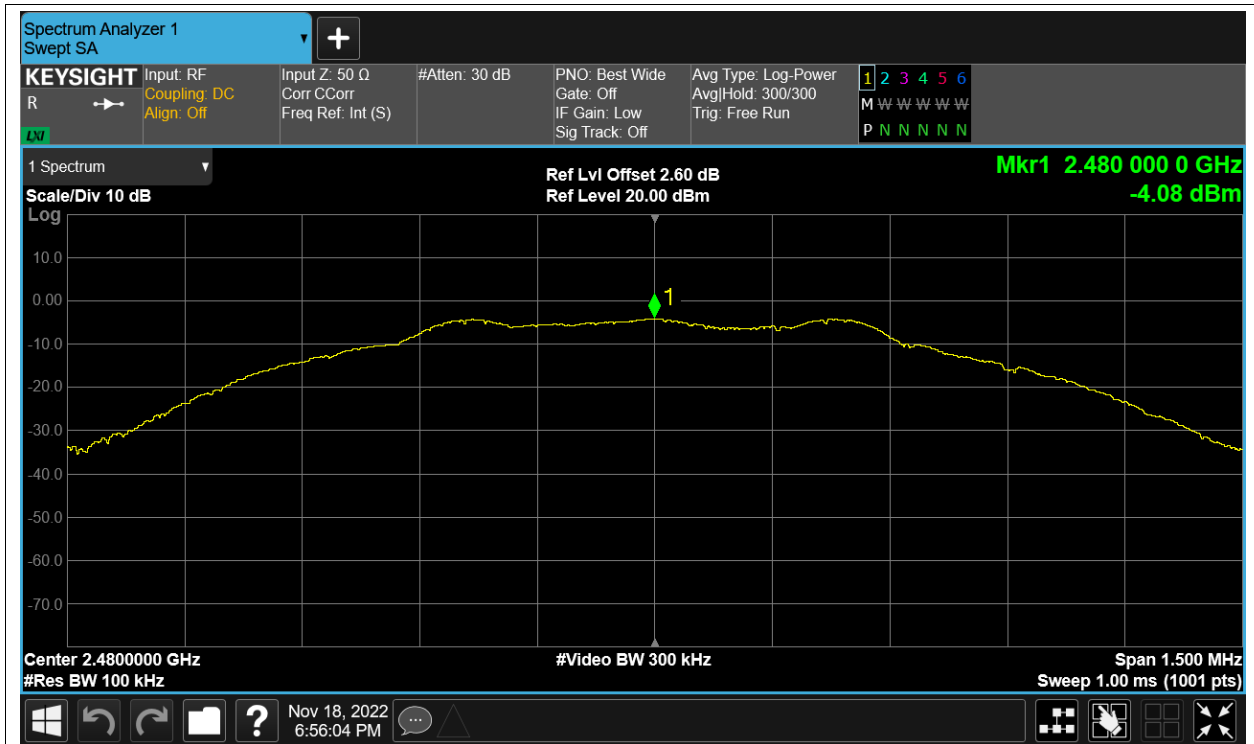 Spectrum Analyzer 1
Swept SA
KEYSIGHT
R
LXI
Input: RF
Coupling: DC
Align: Off
Input Z: 50 Ω
Corr CCorr
Freq Ref: Int (S)
#Atten: 30 dB
PNO: Best Wide
Gate: Off
IF Gain: Low
Sig Track: Off
Avg Type: Log-Power
Avg|Hold: 300/300
Trig: Free Run
1 2 3 4 5 6
M W W W W W
P N N N N N
1 Spectrum
Scale/Div 10 dB
Log
Ref Lvl Offset 2.60 dB
Ref Level 20.00 dBm
Mkr1 2.480 000 0 GHz
-4.08 dBm
10.0
0.00
1
-10.0
-20.0
-30.0
-40.0
-50.0
-60.0
-70.0
Center 2.4800000 GHz
#Res BW 100 kHz
#Video BW 300 kHz
Span 1.500 MHz
Sweep 1.00 ms (1001 pts)
?
Nov 18, 2022
6:56:04 PM